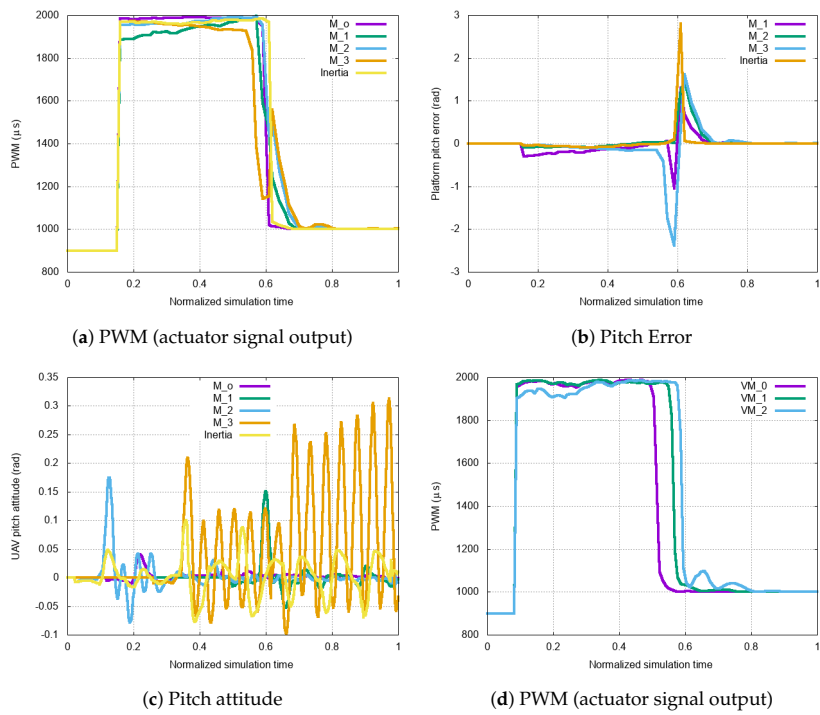 2000
1800
1600
1400
1200
1000
800
PWM (μ s)
M_o
M_1
M_2
M_3
Inertia
0 0.2 0.4 0.6 0.8 1
Normalized simulation time
(a) PWM (actuator signal output)
3
2
1
0
-1
-2
-3
Platform pitch error (rad)
M_1
M_2
M_3
Inertia
0 0.2 0.4 0.6 0.8 1
Normalized simulation time
(b) Pitch Error
0.35
0.3
0.25
0.2
0.15
0.1
0.05
0
-0.05
-0.1
UAV pitch attitude (rad)
M_o
M_1
M_2
M_3
Inertia
0 0.2 0.4 0.6 0.8 1
Normalized simulation time
(c) Pitch attitude
2000
1800
1600
1400
1200
1000
800
PWM (μ s)
VM_0
VM_1
VM_2
0 0.2 0.4 0.6 0.8 1
Normalized simulation time
(d) PWM (actuator signal output)